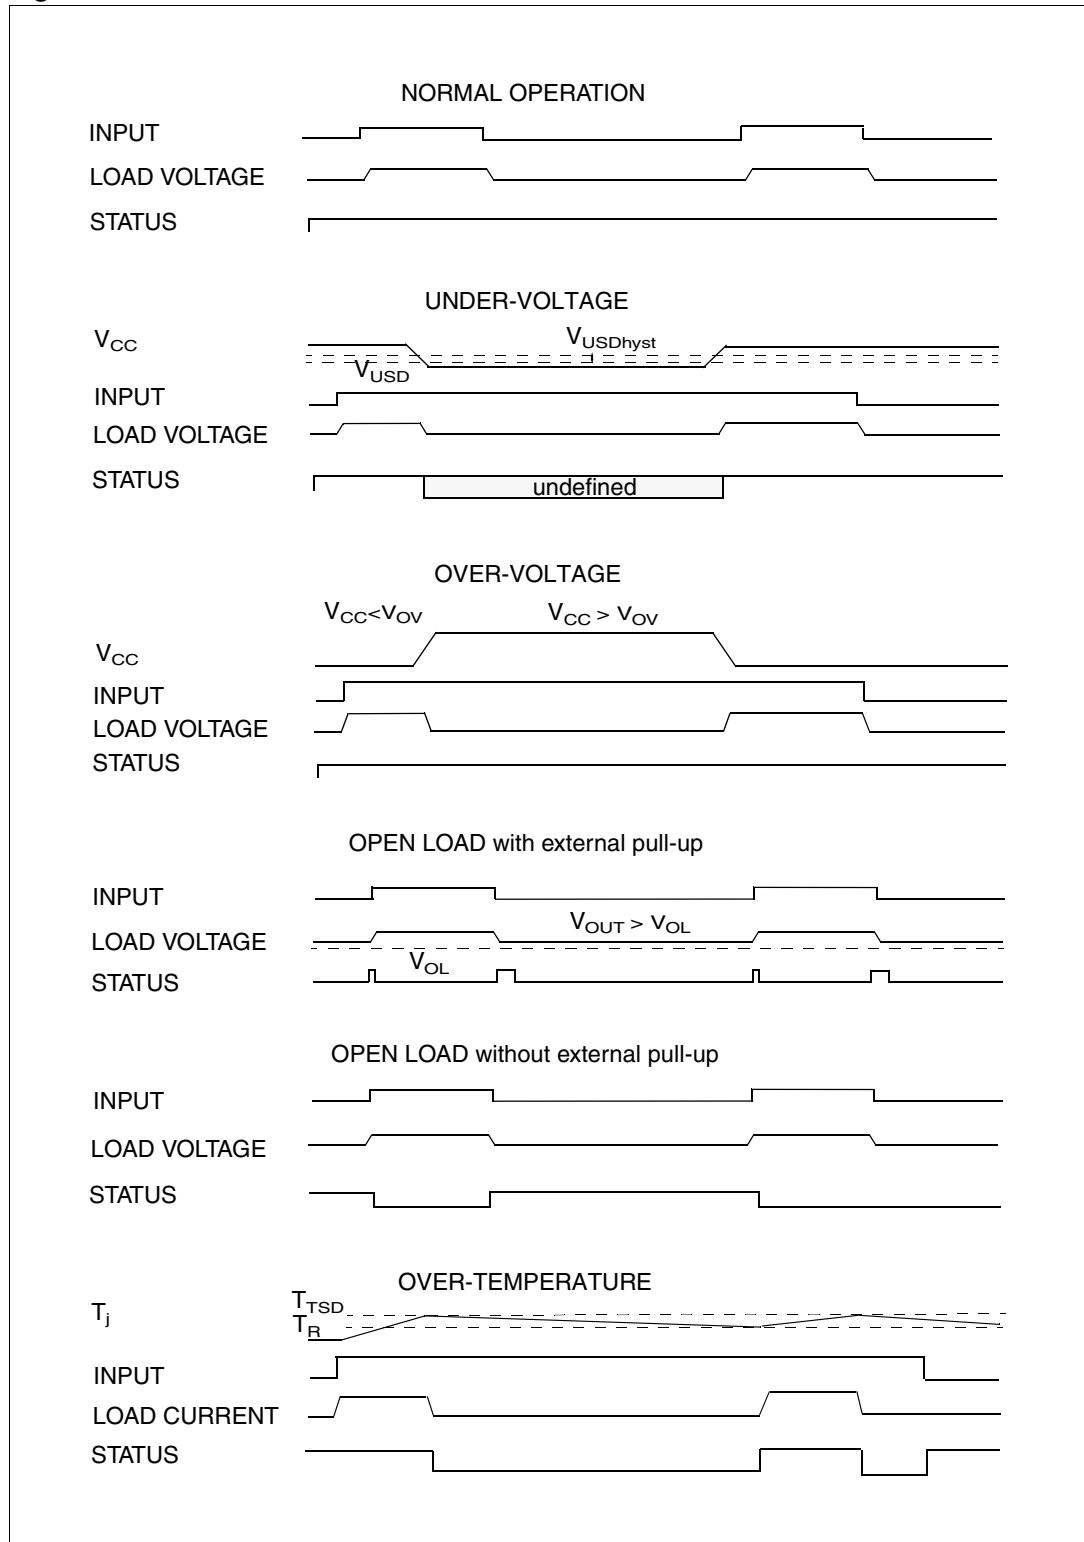 NORMAL OPERATION
INPUT
LOAD VOLTAGE
STATUS
UNDER-VOLTAGE
VCC
VUSDhyst
VUSD
INPUT
LOAD VOLTAGE
STATUS
undefined
OVER-VOLTAGE
VCC<VOV
VCC > VOV
VCC
INPUT
LOAD VOLTAGE
STATUS
OPEN LOAD with external pull-up
INPUT
VOUT > VOL
LOAD VOLTAGE
VOL
STATUS
OPEN LOAD without external pull-up
INPUT
LOAD VOLTAGE
STATUS
OVER-TEMPERATURE
Tj
TTSD
TR
INPUT
LOAD CURRENT
STATUS